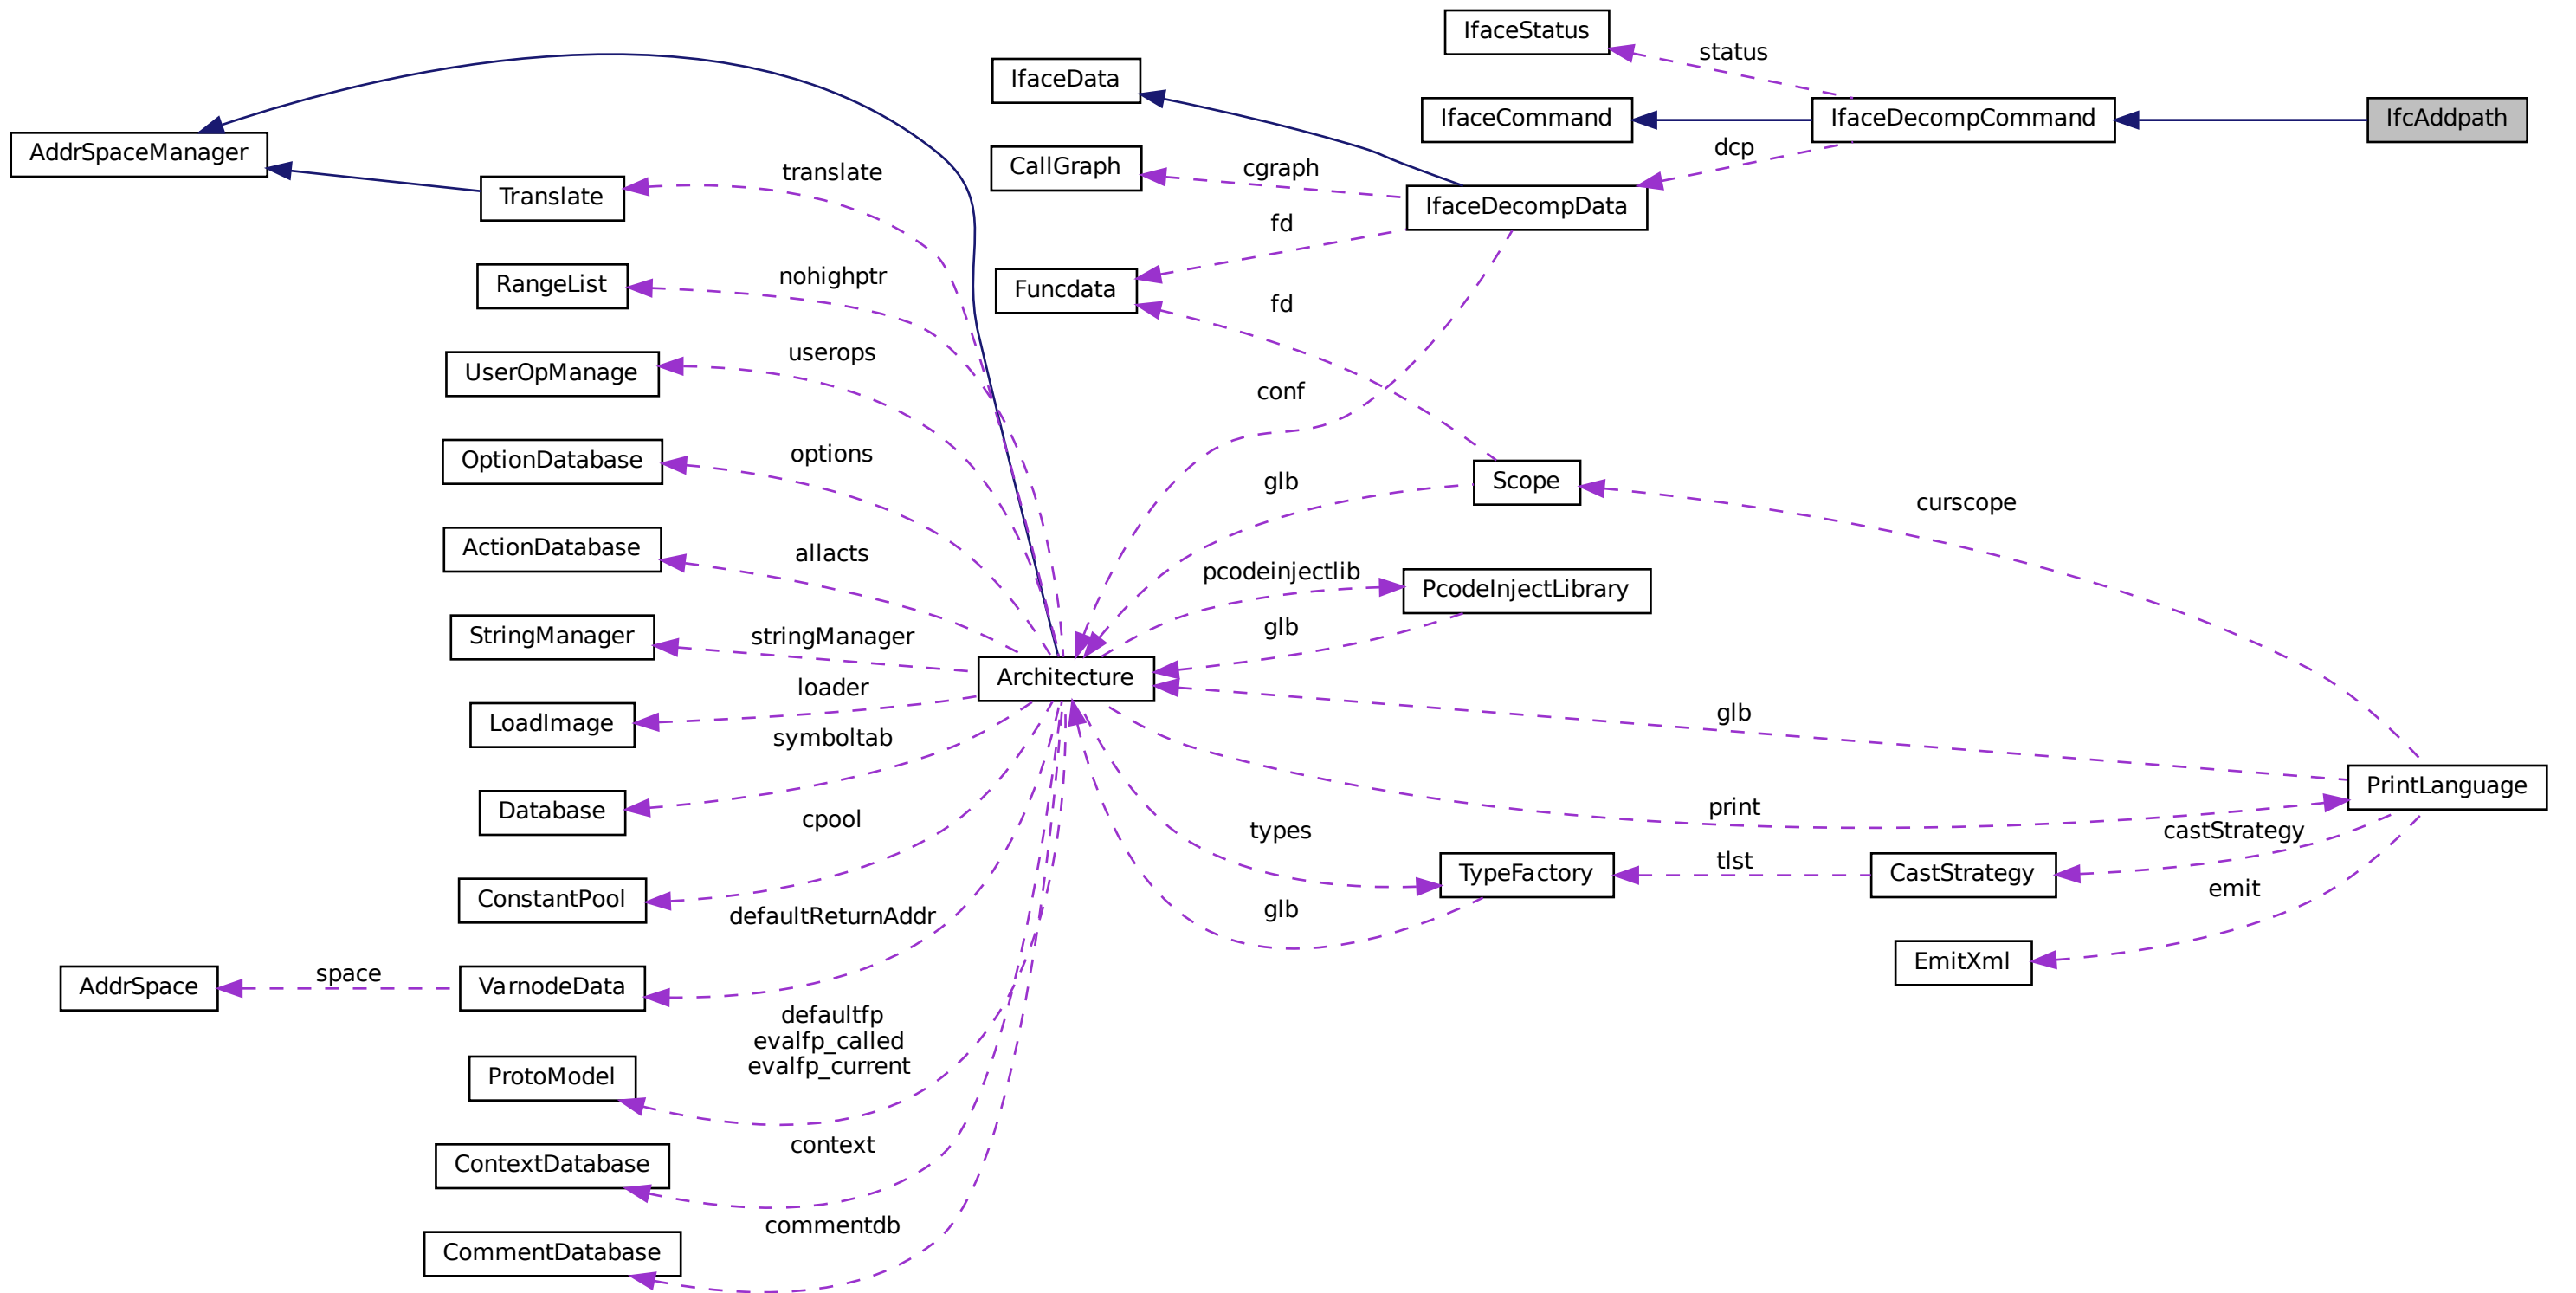 IfaceStatus
status
IfaceData
IfaceCommand
IfaceDecompCommand
IfcAddpath
AddrSpaceManager
Translate
translate
CallGraph
cgraph
dcp
IfaceDecompData
fd
RangeList
nohighptr
Funcdata
fd
UserOpManage
userops
conf
OptionDatabase
options
glb
Scope
curscope
ActionDatabase
allacts
pcodeinjectlib
PcodeInjectLibrary
StringManager
stringManager
glb
Architecture
LoadImage
loader
glb
symboltab
Database
PrintLanguage
print
cpool
types
castStrategy
ConstantPool
TypeFactory
tlst
CastStrategy
emit
defaultReturnAddr
glb
AddrSpace
space
VarnodeData
EmitXml
defaultfp
evalfp_called
evalfp_current
ProtoModel
context
ContextDatabase
commentdb
CommentDatabase